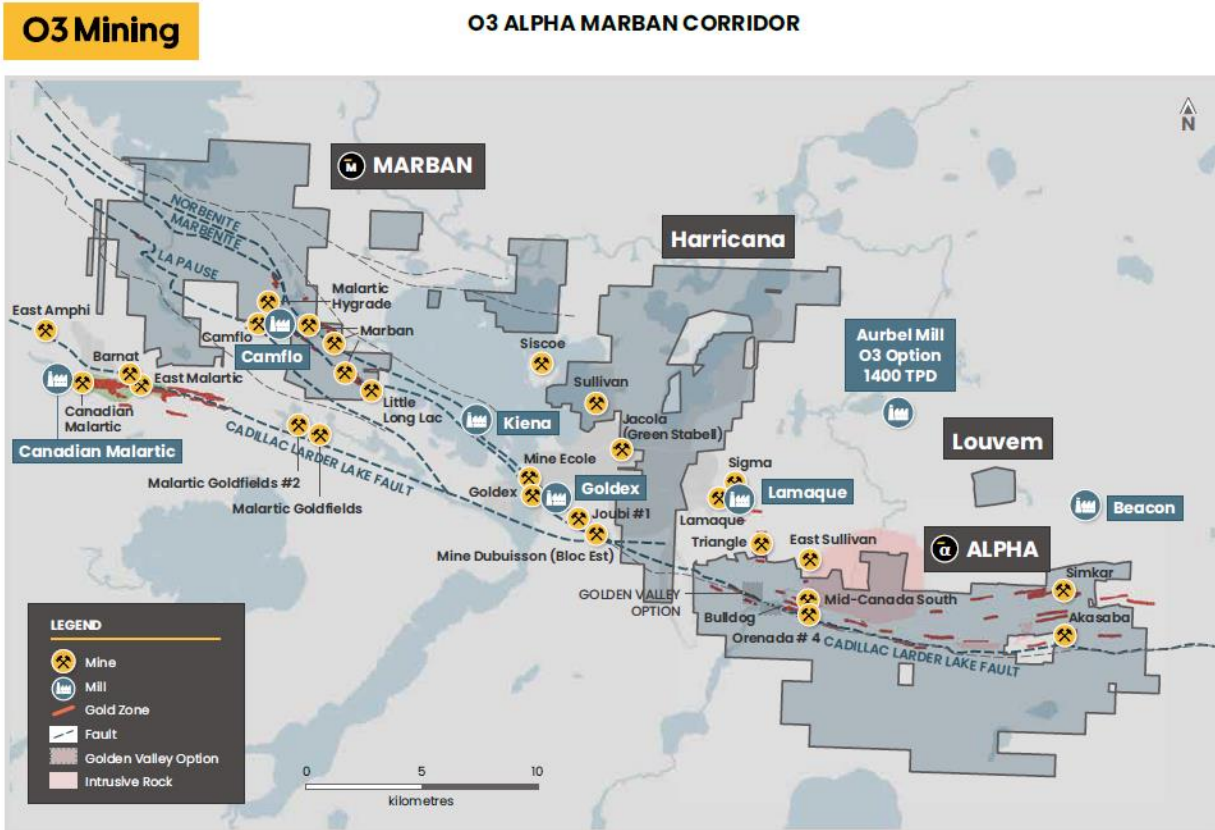 O3 Mining
O3 ALPHA MARBAN CORRIDOR
N
M MARBAN
NORBENITE
MARBENITE
Harricana
LA PAUSE
Malartic
Hygrade
East Amphi
Camflo
Marban
Camflo
Siscoe
Aurbel Mill
O3 Option
1400 TPD
Barnat
East Malartic
Sullivan
Canadian
Malartic
Little
Long Lac
Kiena
Jacola
(Green Stabell)
Louvem
Canadian Malartic
CADILLAC LARDER LAKE FAULT
Mine Ecole
Sigma
Malartic Goldfields #2
Goldex
Goldex
Lamaque
Beacon
Malartic Goldfields
Joubi #1
Lamaque
Mine Dubuisson (Bloc Est)
Triangle
East Sullivan
α ALPHA
Simkar
GOLDEN VALLEY
OPTION
Mid-Canada South
Bulldog
Akasaba
Orenada # 4
CADILLAC LARDER LAKE FAULT
LEGEND
Mine
Mill
Gold Zone
Fault
Golden Valley Option
Intrusive Rock
0 5 10
kilometres